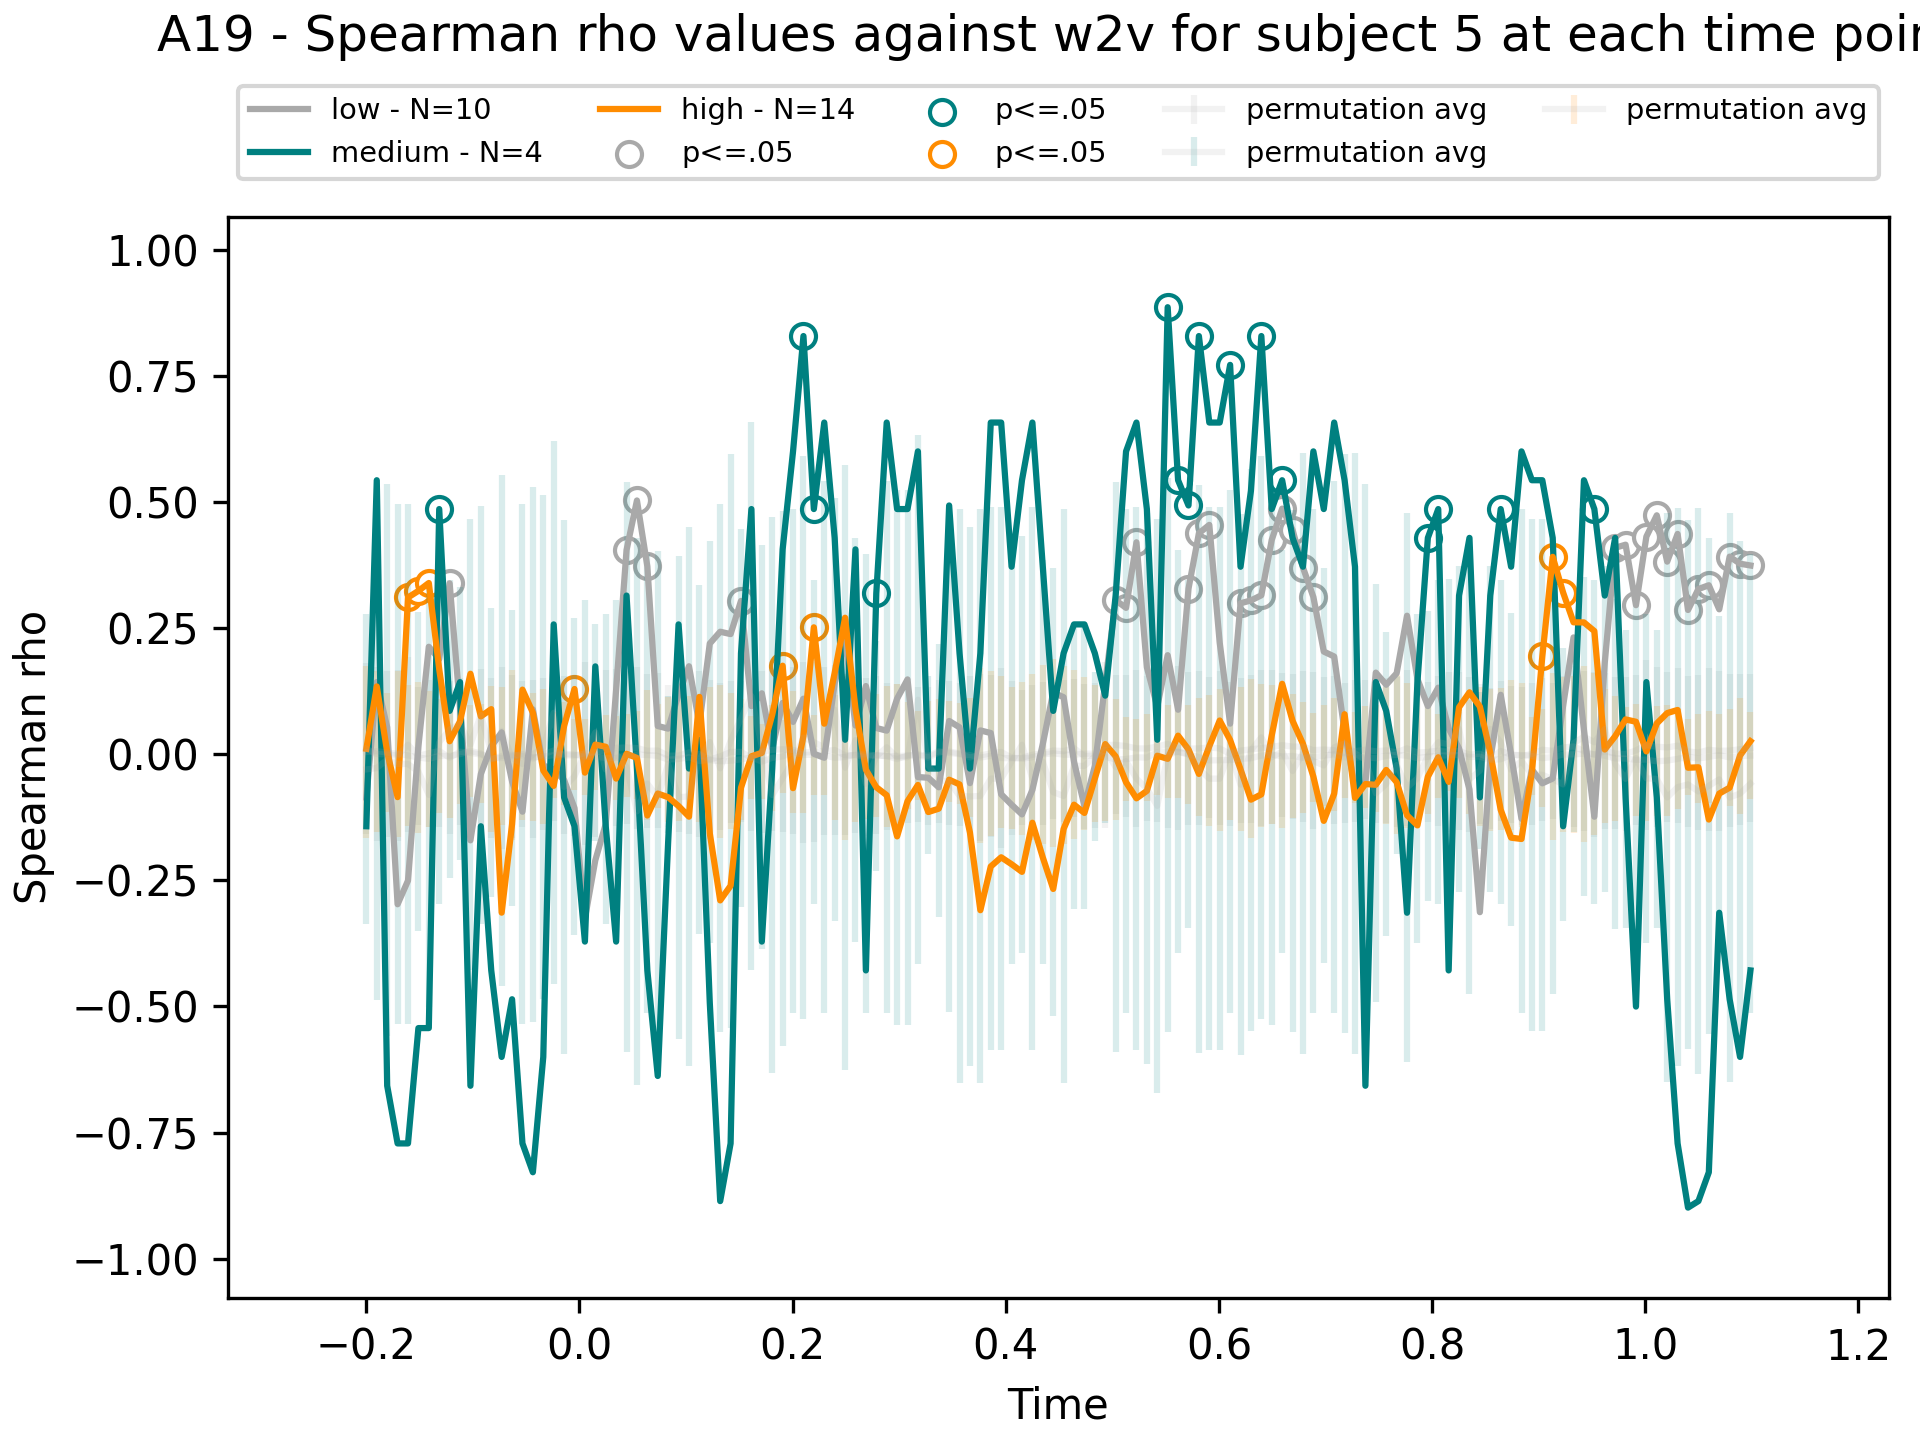 A19 - Spearman rho values against w2v for subject 5 at each time poi
low - N=10 high - N=14 p<=.05 permutation avg permutation avg
medium - N=4 p<=.05 p<=.05 permutation avg
1.00
0.75
0.50
0.25
0.00
−0.25
−0.50
−0.75
−1.00
Spearman rho
−0.2 0.0 0.2 0.4 0.6 0.8 1.0 1.2
Time